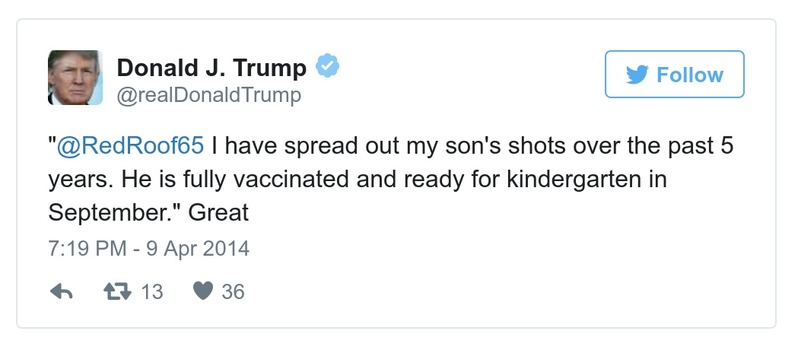 Donald J. Trump
@realDonaldTrump
Follow
"@RedRoof65 I have spread out my son's shots over the past 5
years. He is fully vaccinated and ready for kindergarten in
September." Great
7:19 PM - 9 Apr 2014
13 36